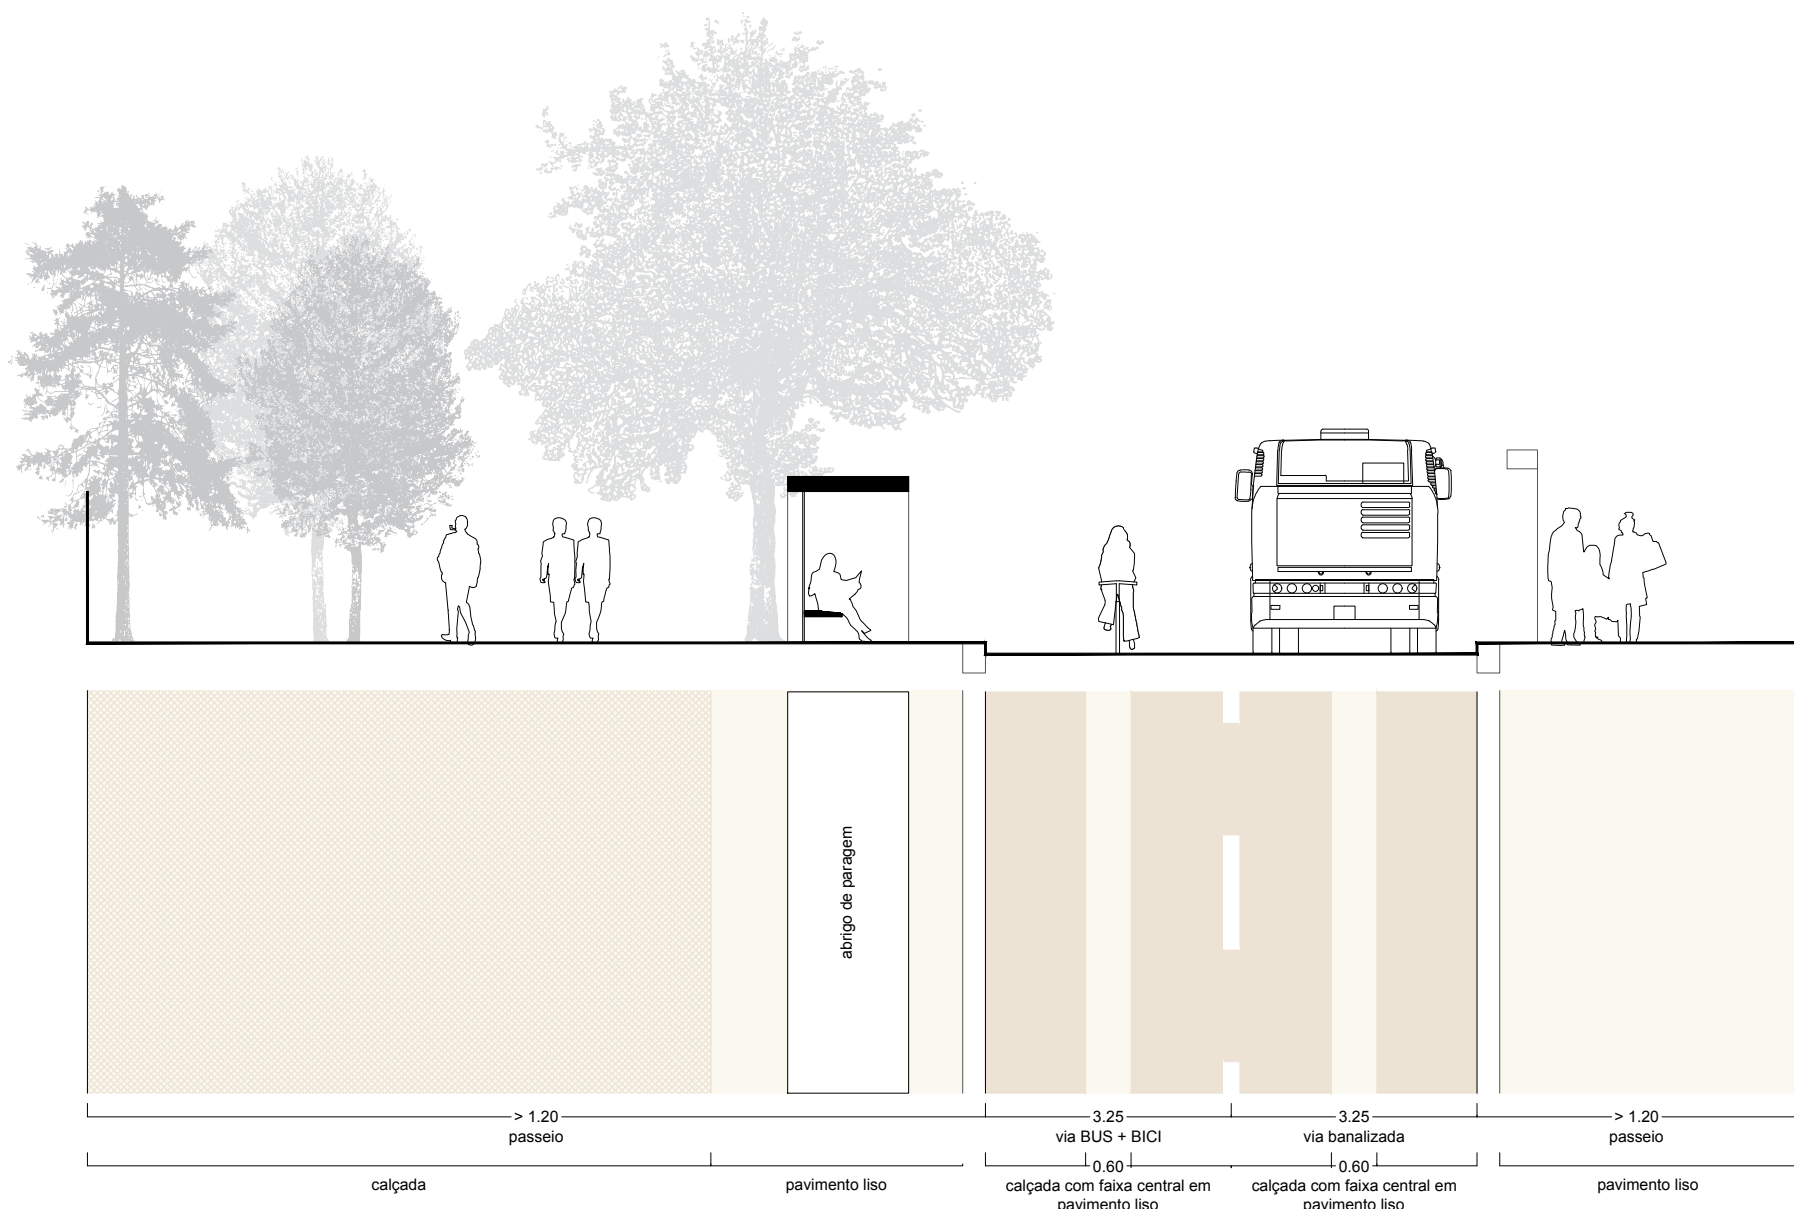 abrigo de paragem
> 1.20
3.25
3.25
> 1.20
passeio
via BUS + BICI
via banalizada
passeio
0.60
0.60
calçada
pavimento liso
calçada com faixa central em
pavimento liso
calçada com faixa central em
pavimento liso
pavimento liso